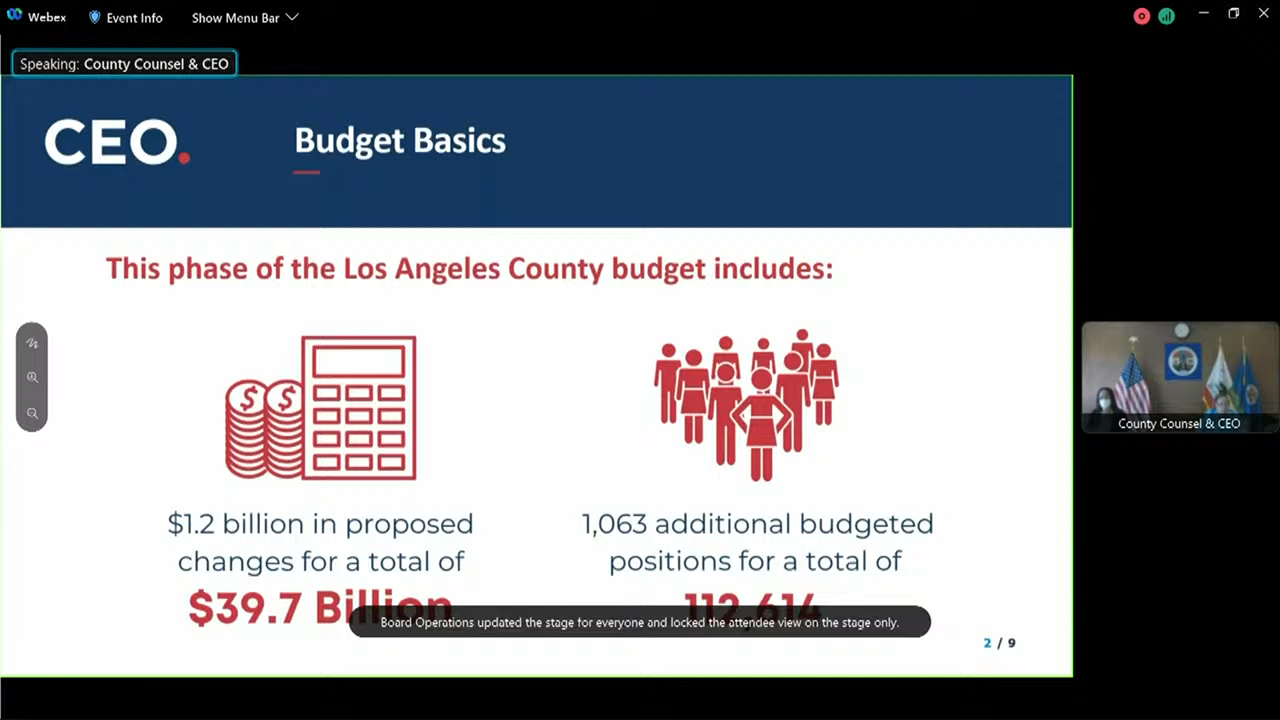 Webex
Event Info
Show Menu Bar
Speaking: County Counsel & CEO
CEO.
Budget Basics
This phase of the Los Angeles County budget includes:
$ $
$1.2 billion in proposed
changes for a total of
$39.7 Billion
1,063 additional budgeted
positions for a total of
112,614
Board Operations updated the stage for everyone and locked the attendee view on the stage only.
2 / 9
County Counsel & CEO